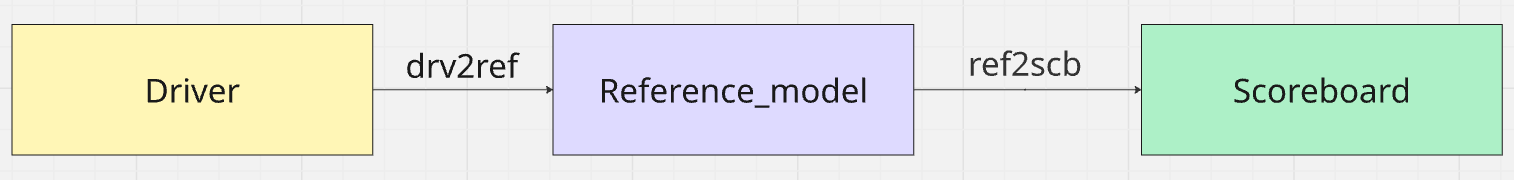 Driver
drv2ref
Reference_model
ref2scb
Scoreboard